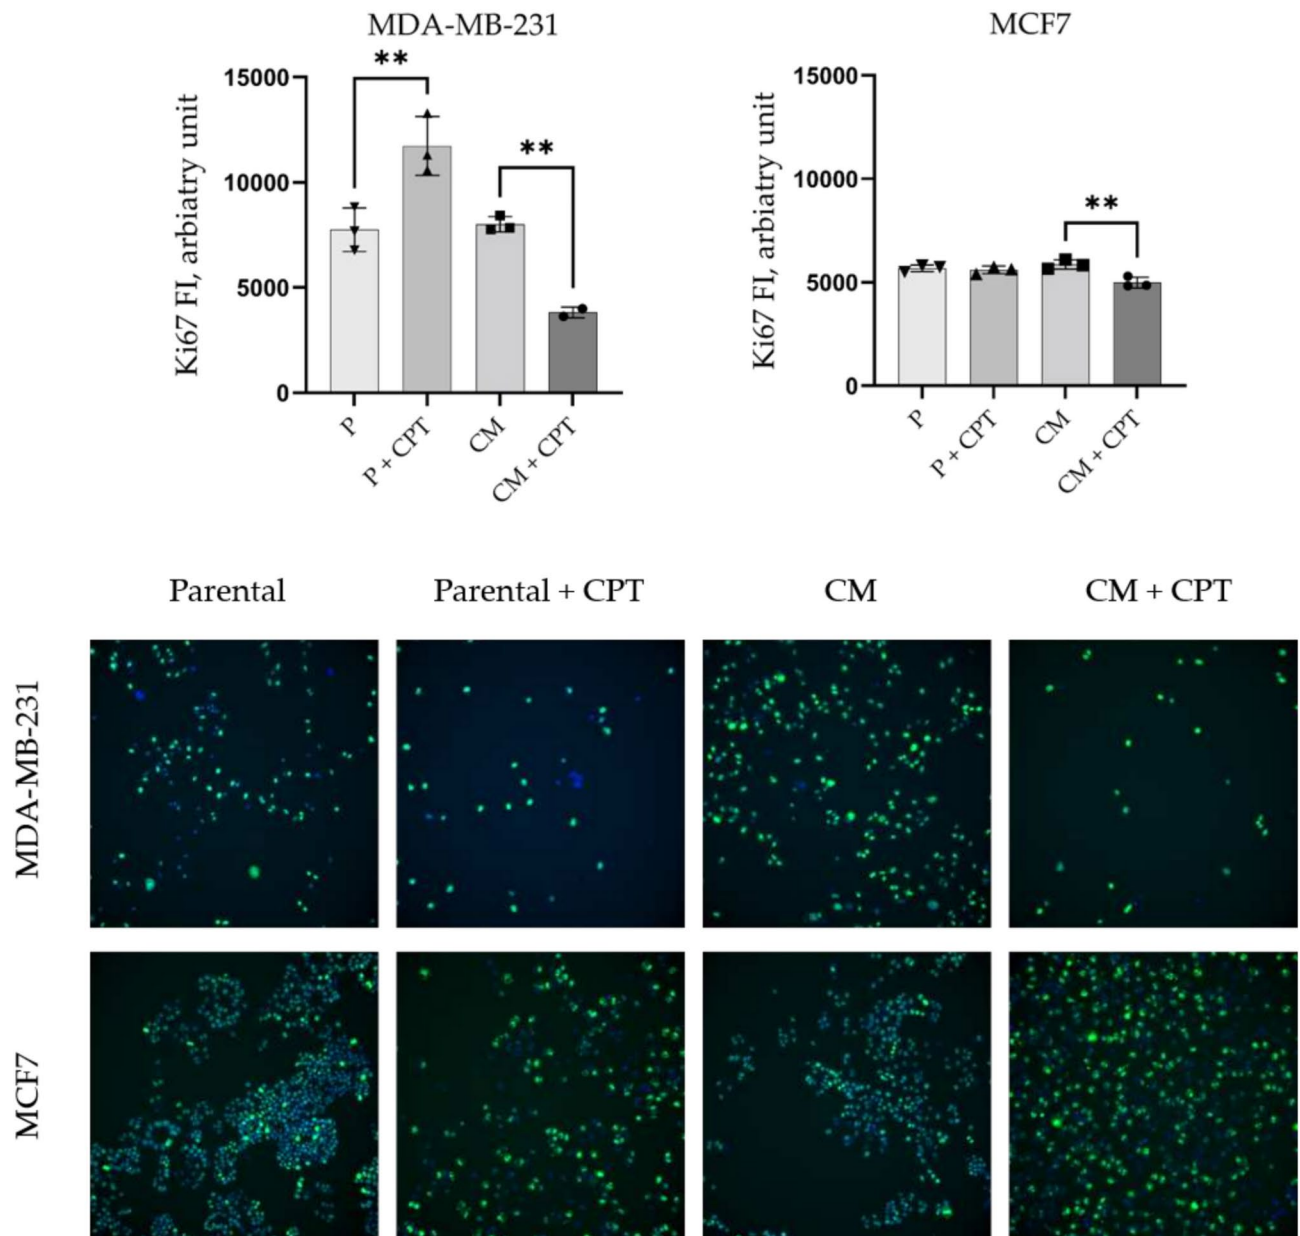 MDA-MB-231
MCF7
**
**
**
15000
10000
5000
0
Ki67 FI, arbiatry unit
P
P + CPT
CM
CM + CPT
15000
10000
5000
0
Ki67 FI, arbiatry unit
P
P + CPT
CM
CM + CPT
Parental
Parental + CPT
CM
CM + CPT
MDA-MB-231
MCF7